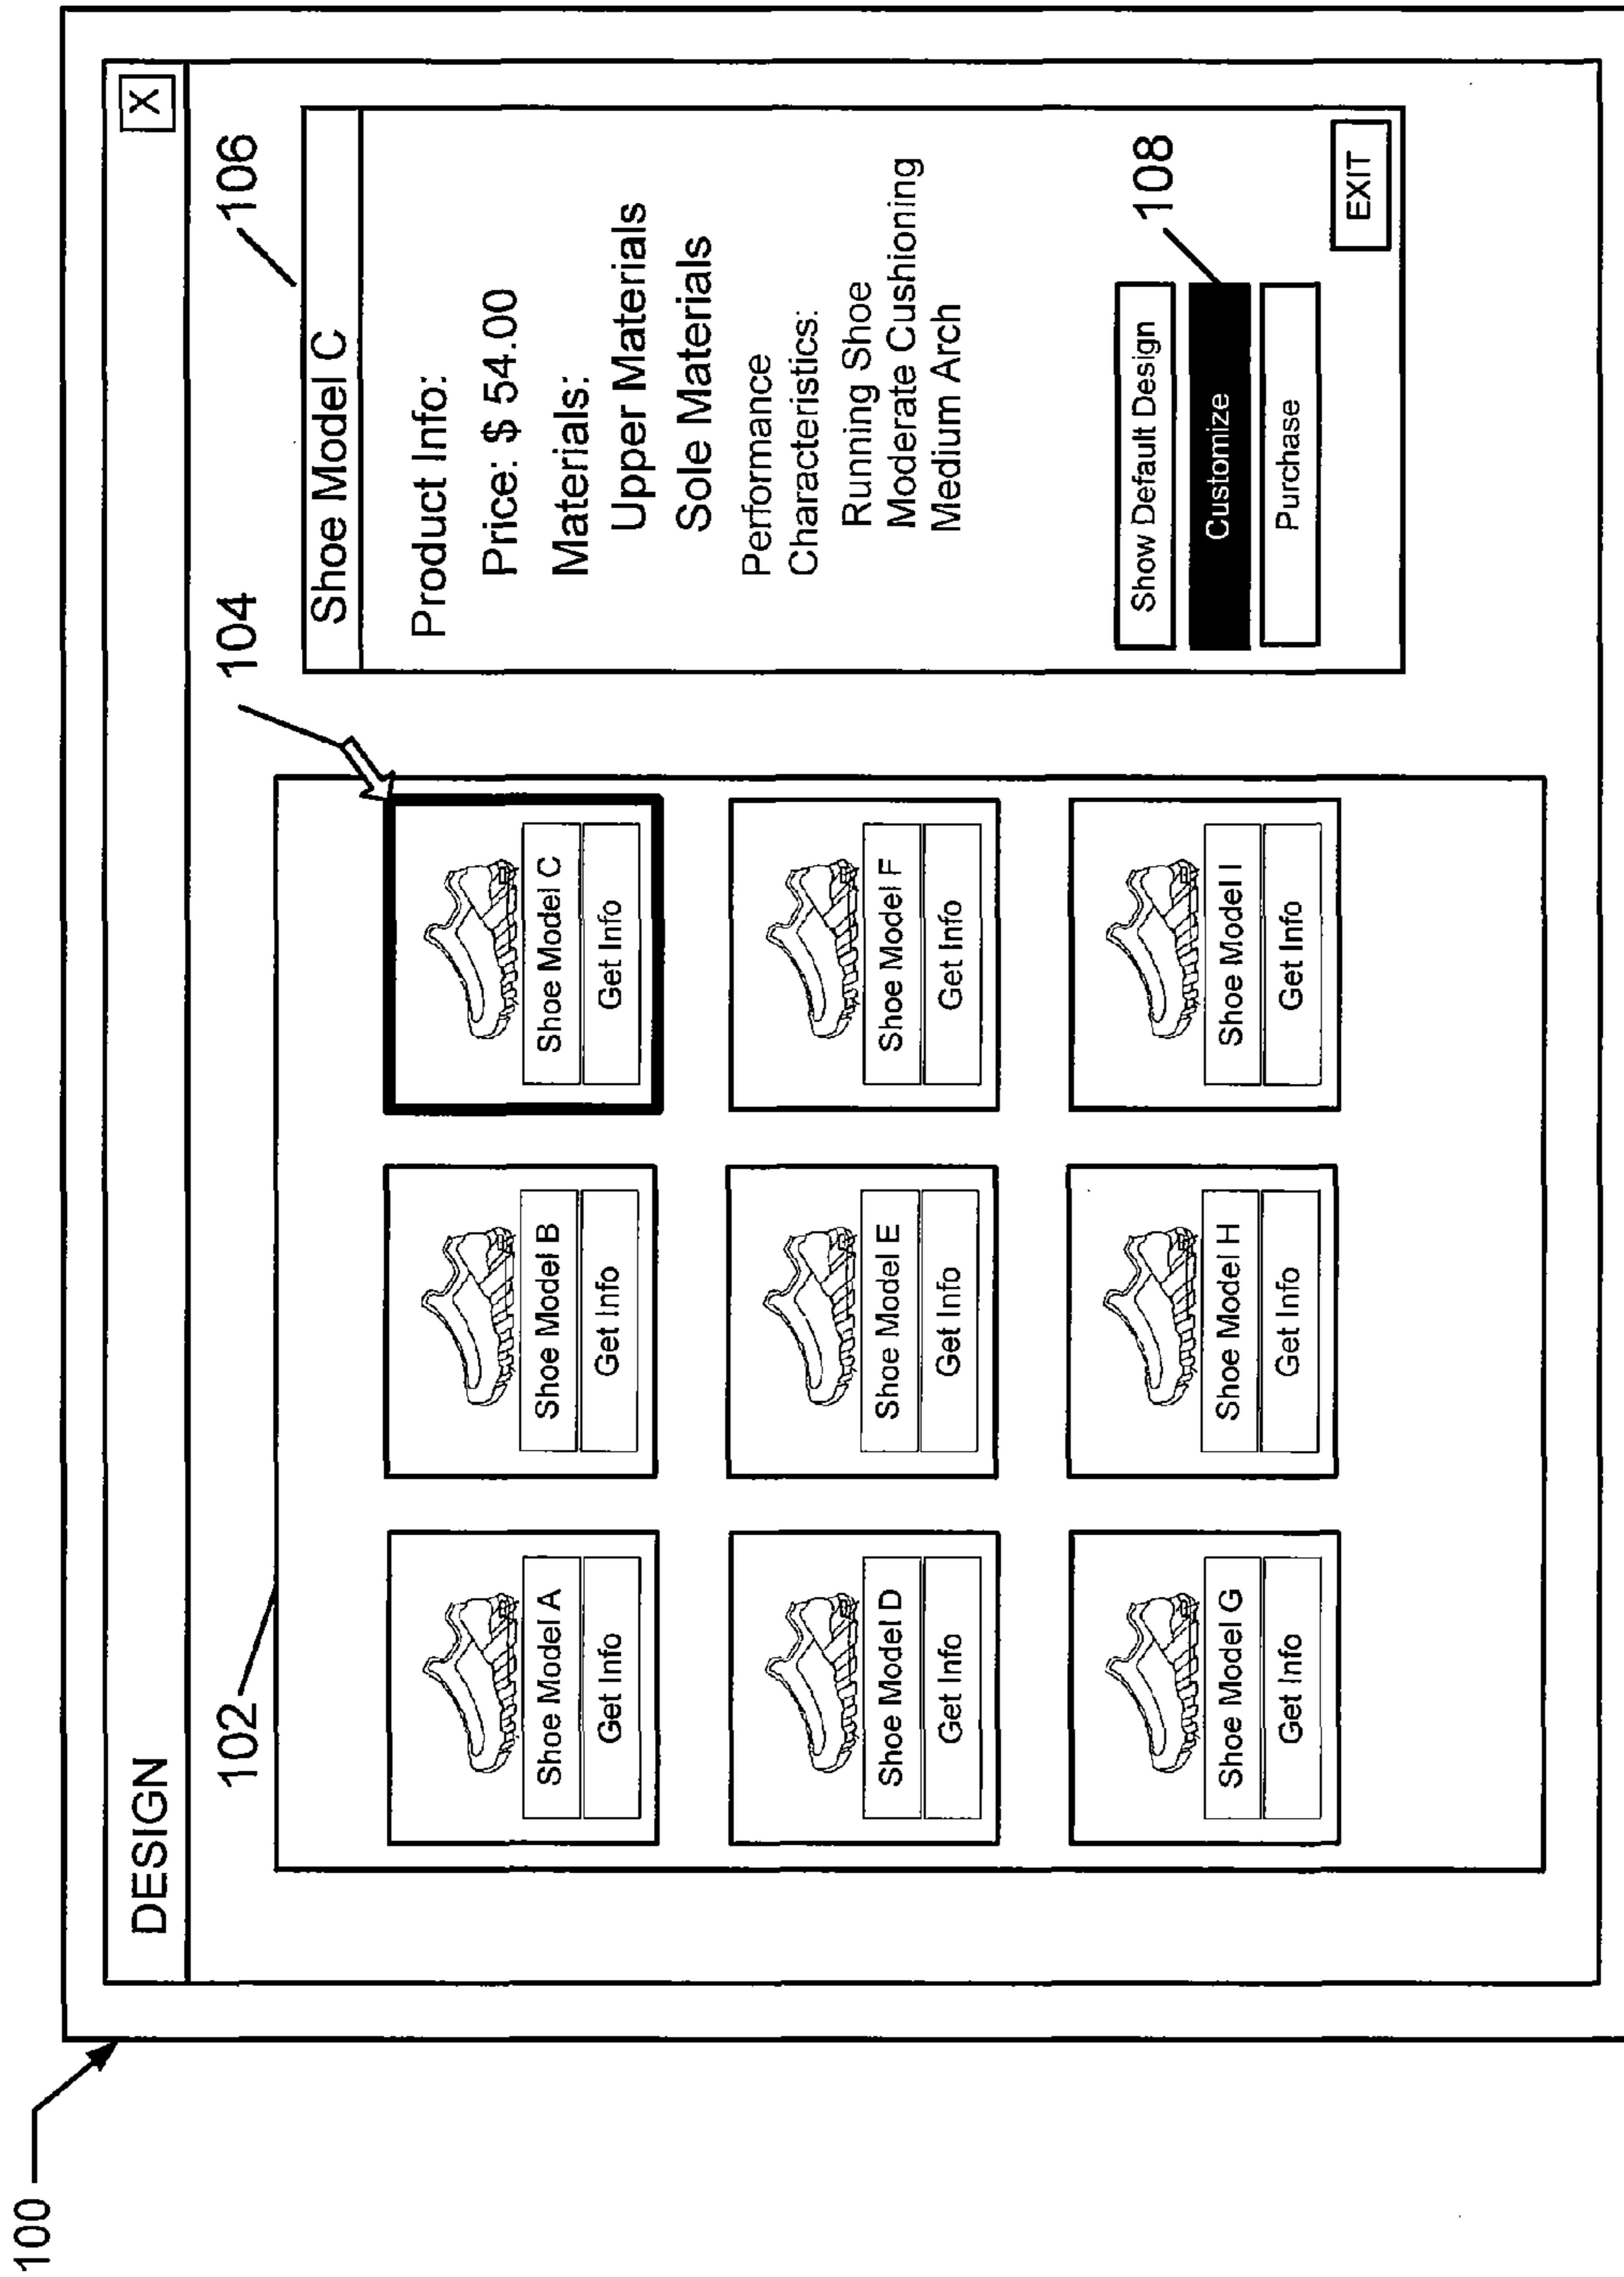 100
DESIGN
X
102
104
106
Shoe Model A
Get Info
Shoe Model B
Get Info
Shoe Model C
Get Info
Shoe Model D
Get Info
Shoe Model E
Get Info
Shoe Model F
Get Info
Shoe Model G
Get Info
Shoe Model H
Get Info
Shoe Model I
Get Info
Shoe Model C
Product Info:
Price: $ 54.00
Materials:
Upper Materials
Sole Materials
Performance
Characteristics:
Running Shoe
Moderate Cushioning
Medium Arch
Show Default Design
Customize
108
Purchase
EXIT